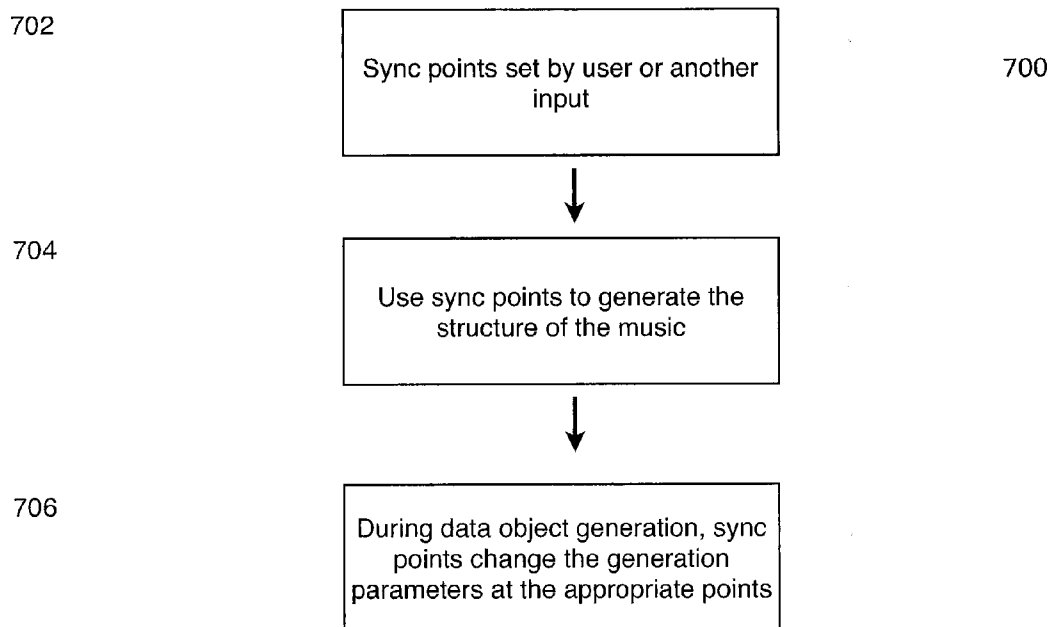 702
700
Sync points set by user or another
input
704
Use sync points to generate the
structure of the music
706
During data object generation, sync
points change the generation
parameters at the appropriate points